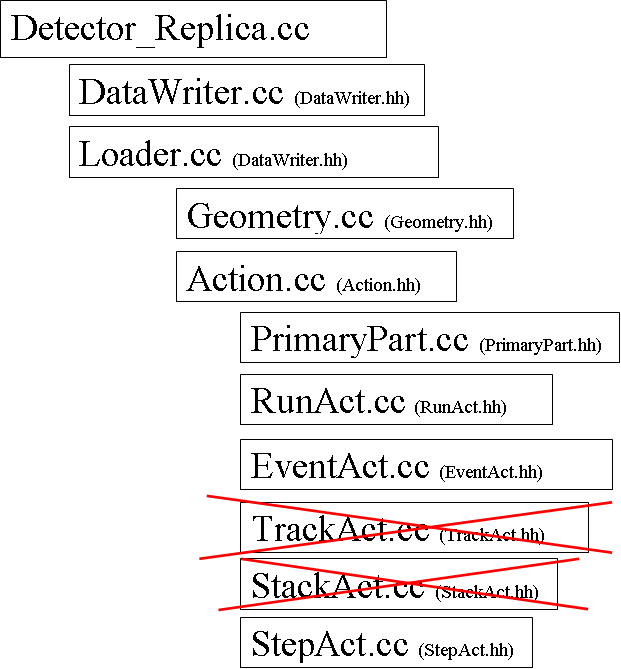 Detector_Replica.cc
DataWriter.cc (DataWriter.hh)
Loader.cc (DataWriter.hh)
Geometry.cc (Geometry.hh)
Action.cc (Action.hh)
PrimaryPart.cc (PrimaryPart.hh)
RunAct.cc (RunAct.hh)
EventAct.cc (EventAct.hh)
TrackAct.cc (TrackAct.hh)
StackAct.cc (StackAct.hh)
StepAct.cc (StepAct.hh)